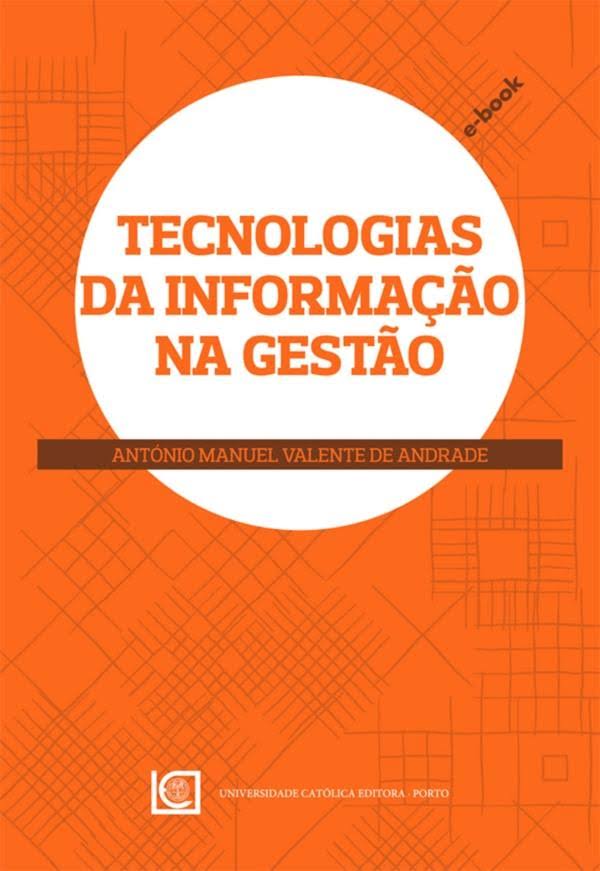 e-book
TECNOLOGIAS
DA INFORMAÇÃO
NA GESTÃO
ANTÓNIO MANUEL VALENTE DE ANDRADE
UNIVERSIDADE CATÓLICA EDITORA · PORTO